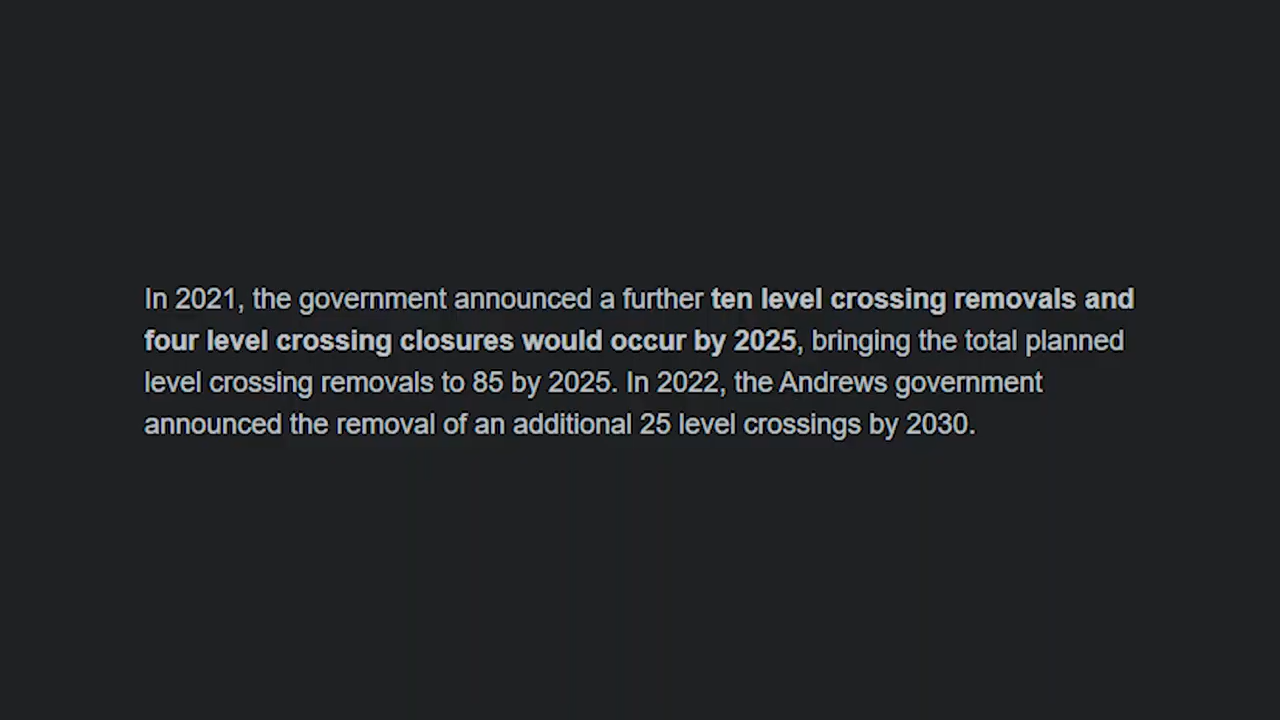 In 2021, the government announced a further ten level crossing removals and
four level crossing closures would occur by 2025, bringing the total planned
level crossing removals to 85 by 2025. In 2022, the Andrews government
announced the removal of an additional 25 level crossings by 2030.